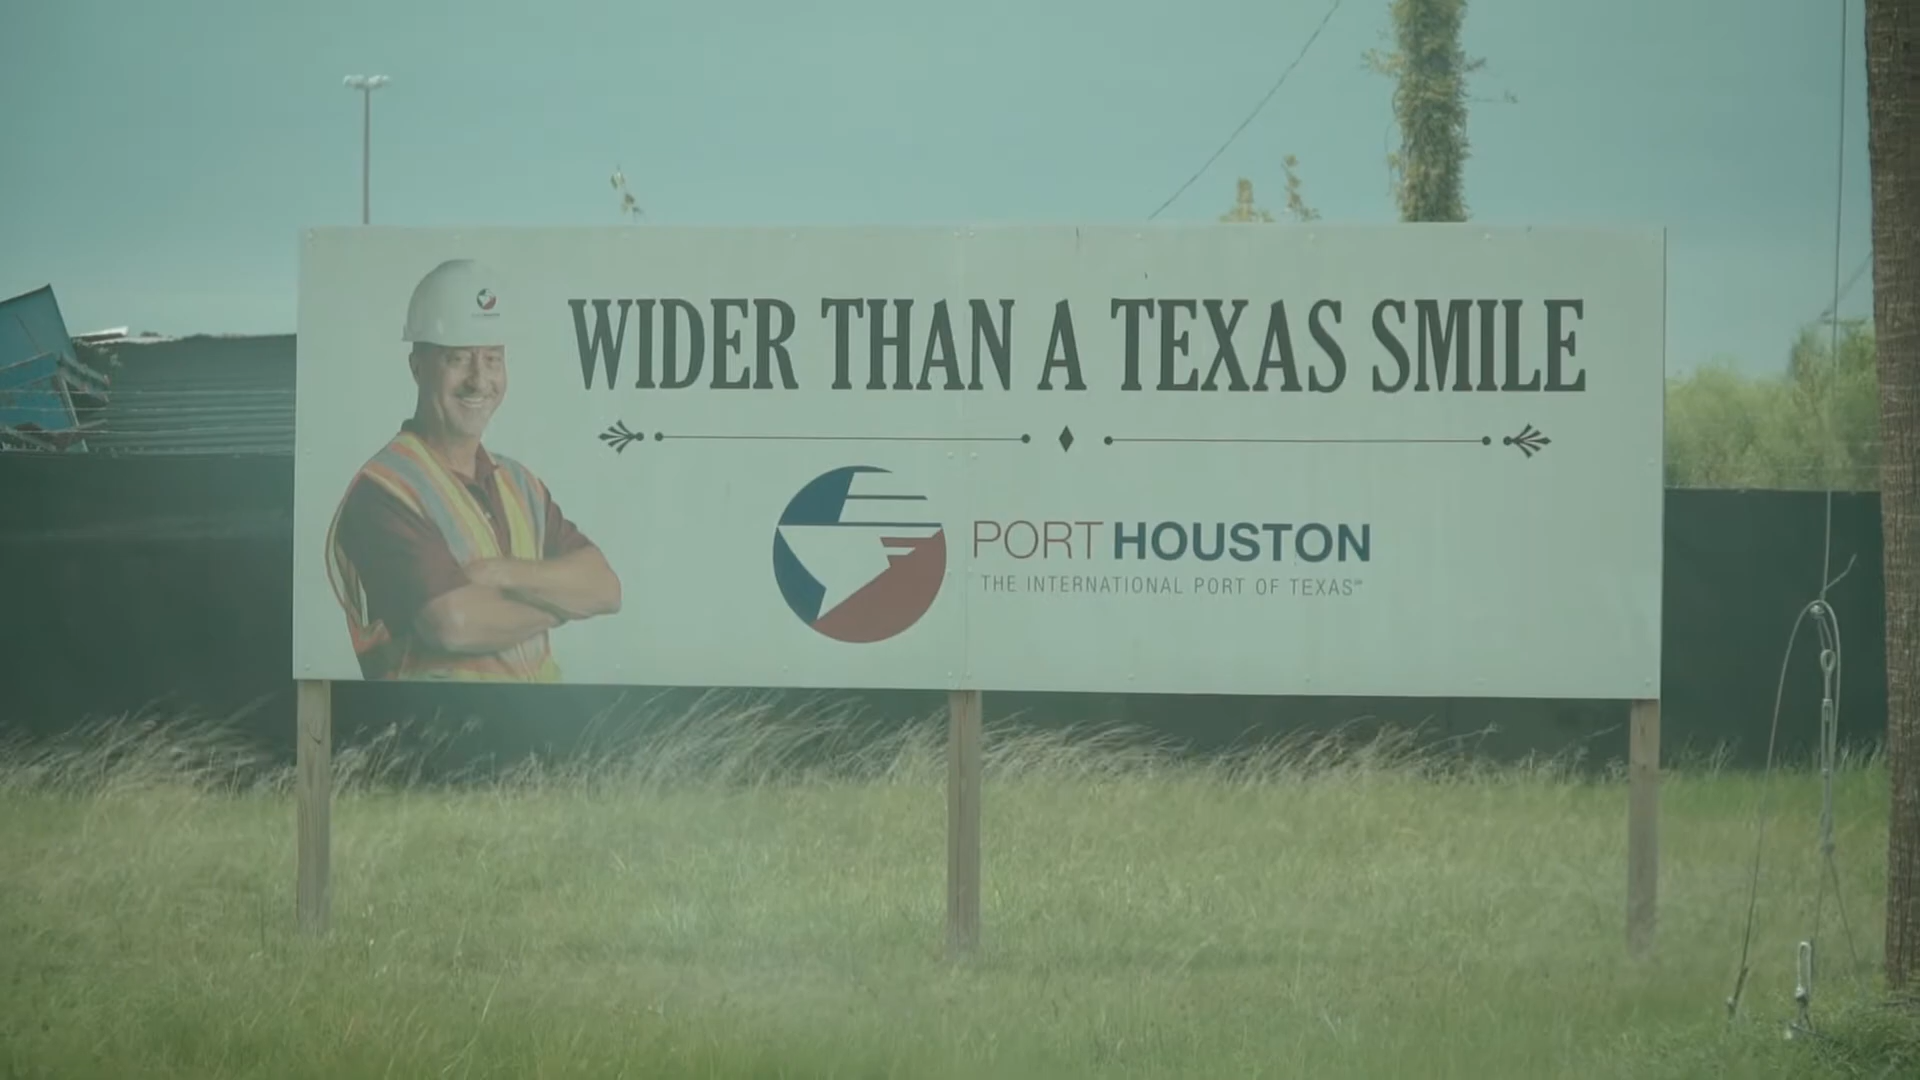 WIDER THAN A TEXAS SMILE
PORT HOUSTON
THE INTERNATIONAL PORT OF TEXAS℠